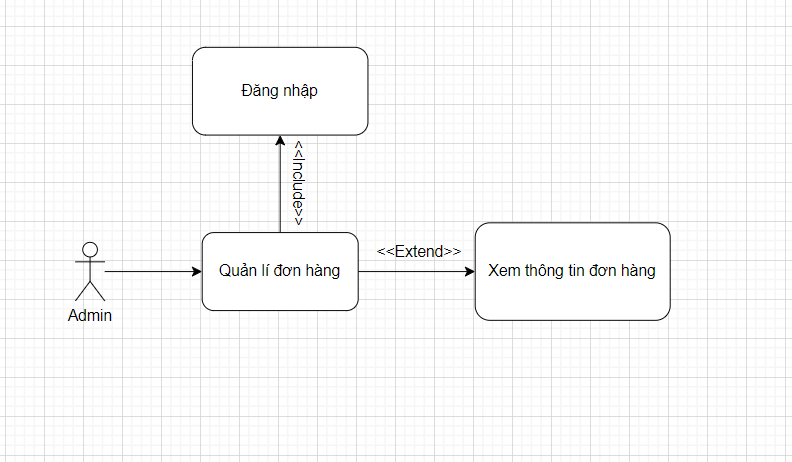 Đăng nhập
<<Include>>
Quản lí đơn hàng
<<Extend>>
Xem thông tin đơn hàng
Admin